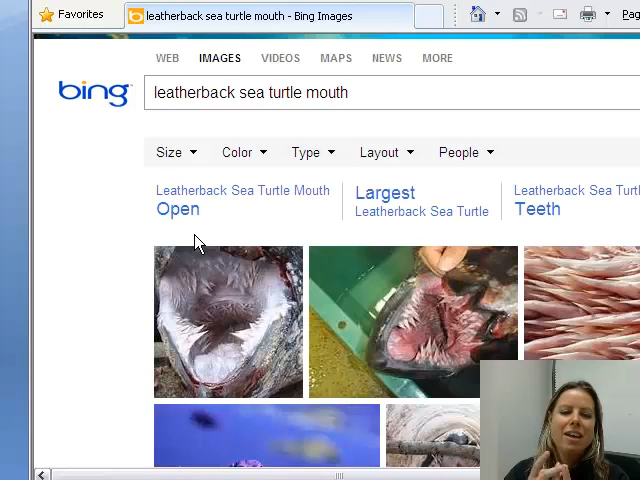 Favorites
leatherback sea turtle mouth - Bing Images
Pag
WEB IMAGES VIDEOS MAPS NEWS MORE
bing
leatherback sea turtle mouth
Size Color Type Layout People
Leatherback Sea Turtle Mouth
Open
Largest
Leatherback Sea Turtle
Leatherback Sea Turtl
Teeth